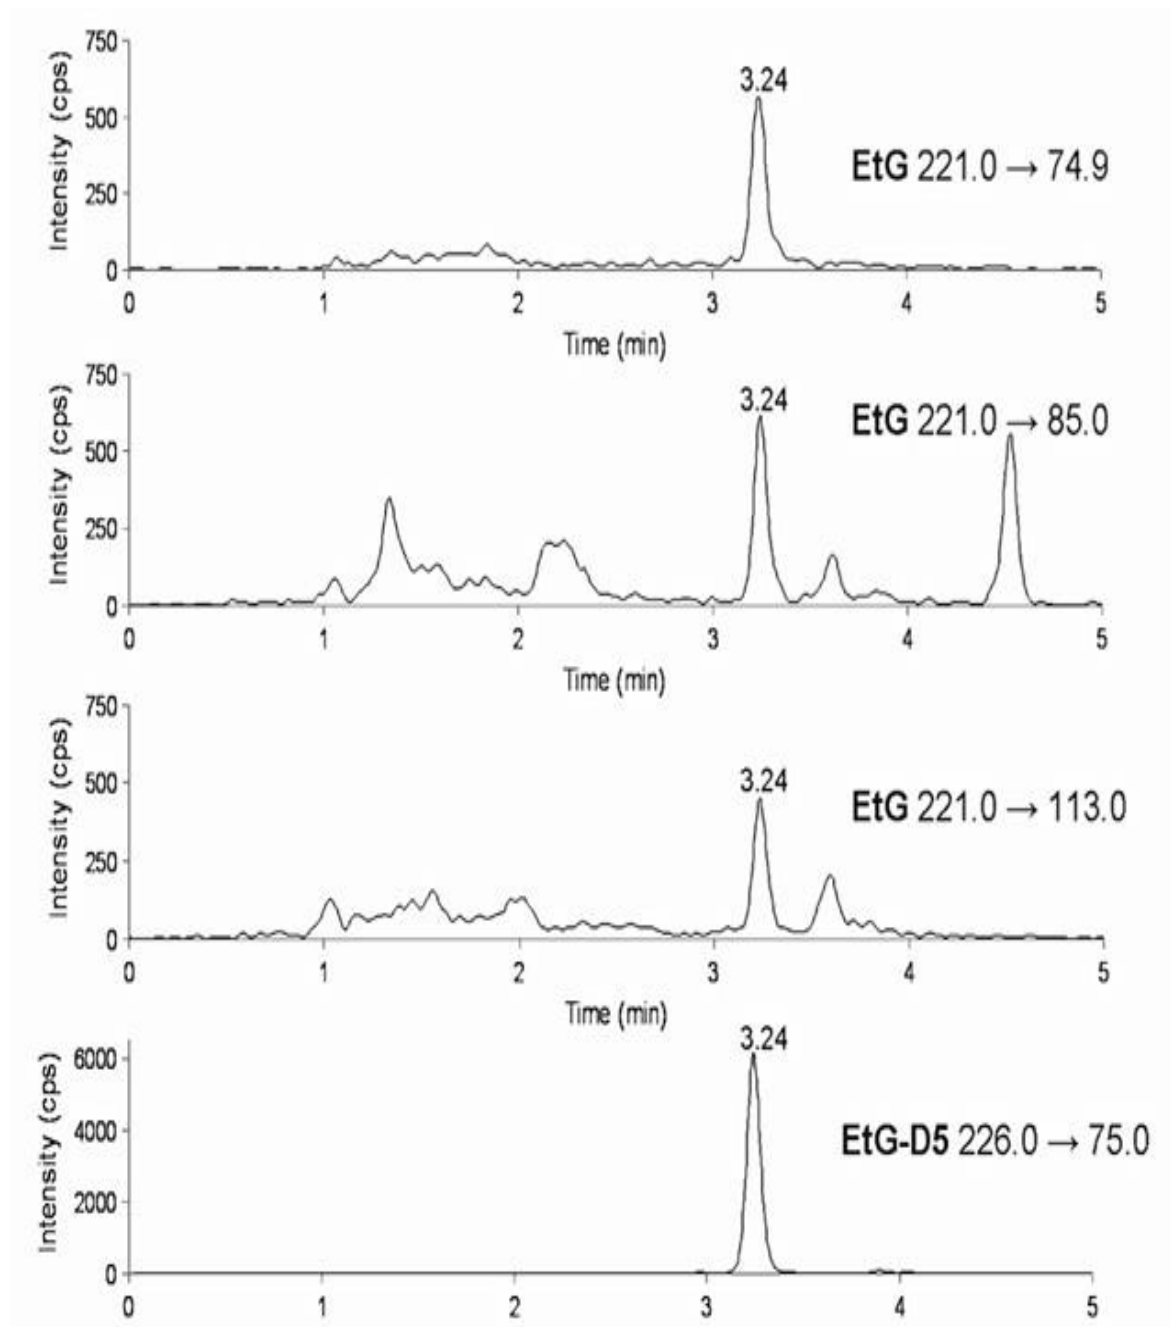 750
3.24
Intensity (cps)
500
EtG 221.0 → 74.9
250
0
0 1 2 3 4 5
Time (min)
750
3.24
EtG 221.0 → 85.0
Intensity (cps)
500
250
0
0 1 2 3 4 5
Time (min)
750
3.24
EtG 221.0 → 113.0
Intensity (cps)
500
250
0
0 1 2 3 4 5
Time (min)
3.24
6000
Intensity (cps)
4000
EtG-D5 226.0 → 75.0
2000
0
0 1 2 3 4 5